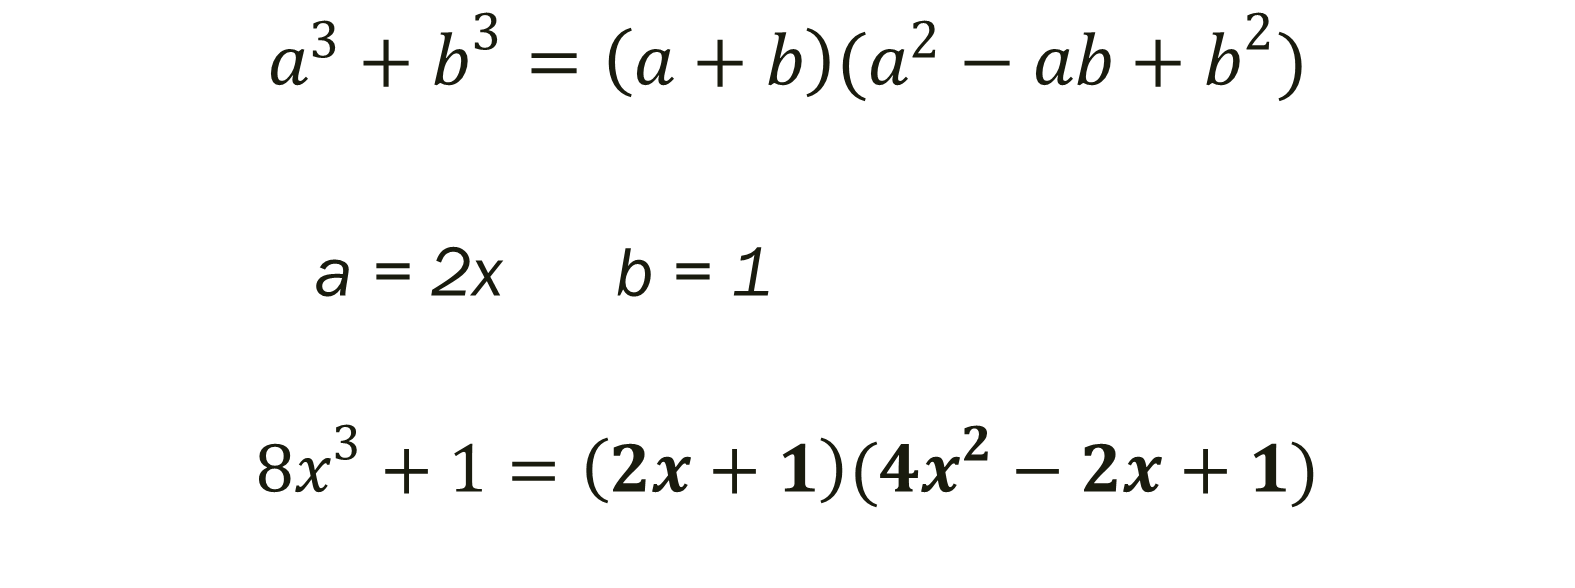 a³ + b³ = (a + b)(a² − ab + b²)
a = 2x b = 1
8x³ + 1 = (2x + 1)(4x² − 2x + 1)